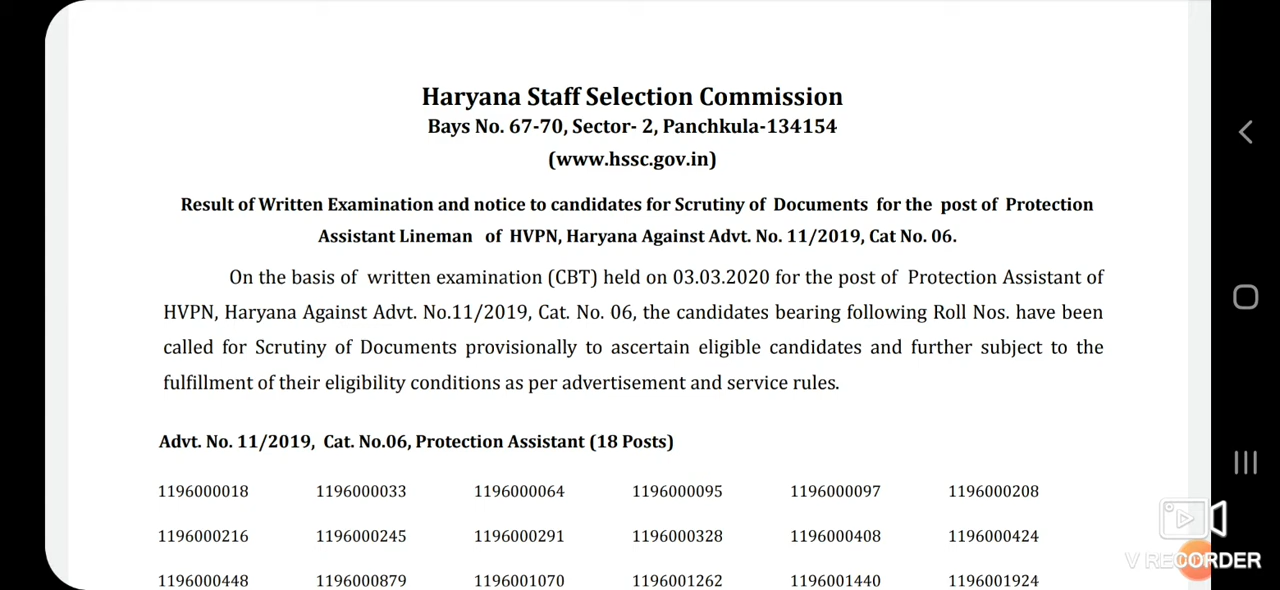 Haryana Staff Selection Commission
Bays No. 67-70, Sector- 2, Panchkula-134154
(www.hssc.gov.in)
Result of Written Examination and notice to candidates for Scrutiny of Documents for the post of Protection
Assistant Lineman of HVPN, Haryana Against Advt. No. 11/2019, Cat No. 06.
On the basis of written examination (CBT) held on 03.03.2020 for the post of Protection Assistant of
HVPN, Haryana Against Advt. No.11/2019, Cat. No. 06, the candidates bearing following Roll Nos. have been
called for Scrutiny of Documents provisionally to ascertain eligible candidates and further subject to the
fulfillment of their eligibility conditions as per advertisement and service rules.
Advt. No. 11/2019, Cat. No.06, Protection Assistant (18 Posts)
1196000018 1196000033 1196000064 1196000095 1196000097 1196000208
1196000216 1196000245 1196000291 1196000328 1196000408 1196000424
1196000448 1196000879 1196001070 1196001262 1196001440 1196001924
V RECORDER